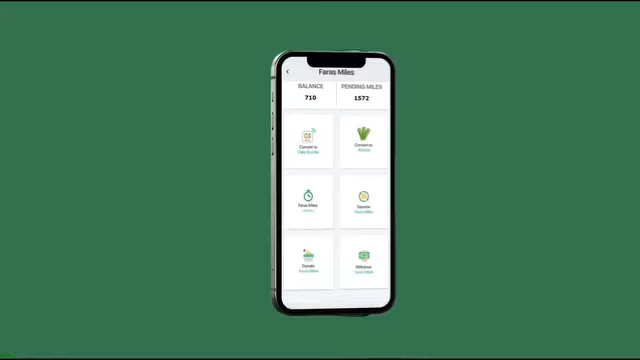 Faras Miles
BALANCE
PENDING MILES
710
1572
Convert to
Data Bundle
Convert to
Airtime
Faras Miles
History
Transfer
Faras Miles
Donate
Faras Miles
Withdraw
Faras Miles